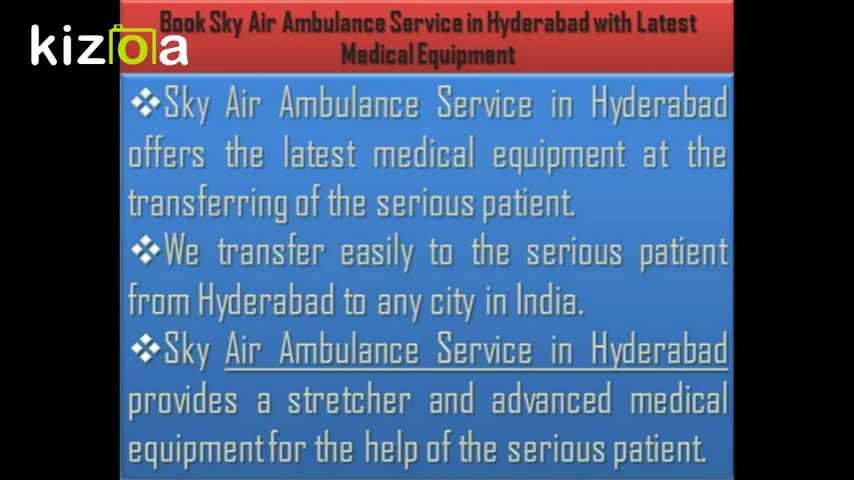 kizoa
Book Sky Air Ambulance Service in Hyderabad with Latest
Medical Equipment
❖Sky Air Ambulance Service in Hyderabad
offers the latest medical equipment at the
transferring of the serious patient.
❖We transfer easily to the serious patient
from Hyderabad to any city in India.
❖Sky Air Ambulance Service in Hyderabad
provides a stretcher and advanced medical
equipment for the help of the serious patient.